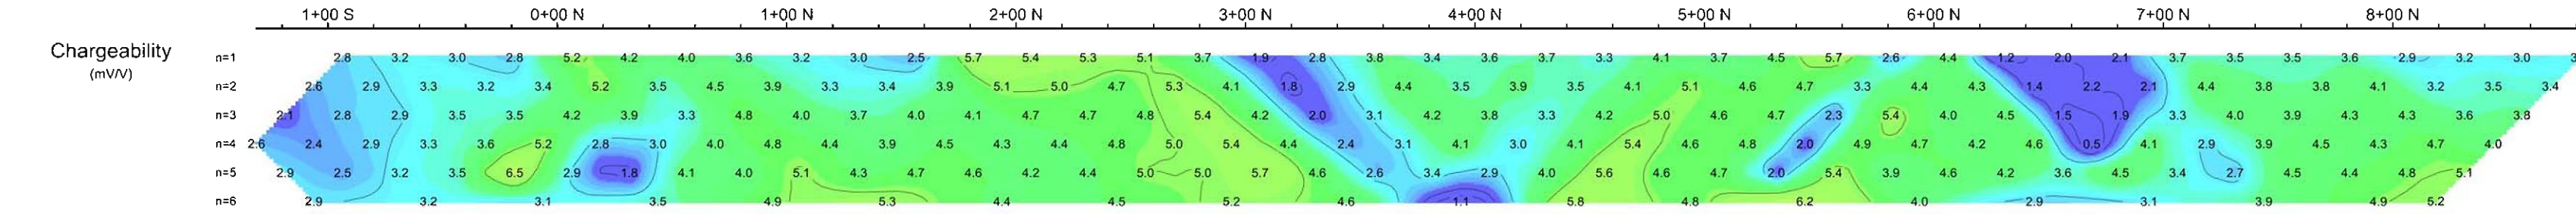 1+00 S 0+00 N 1+00 N 2+00 N 3+00 N 4+00 N 5+00 N 6+00 N 7+00 N 8+00 N
Chargeability
(mV/V)
n=1 2.8 3.2 3.0 2.8 5.2 4.2 4.0 3.6 3.2 3.0 2.5 5.7 5.4 5.3 5.1 3.7 1.9 2.8 3.8 3.4 3.6 3.7 3.3 4.1 3.7 4.5 5.7 2.6 4.4 1.2 2.0 2.1 3.7 3.5 3.5 3.6 2.9 3.2 3.0
n=2 2.6 2.9 3.3 3.2 3.4 5.2 3.5 4.5 3.9 3.3 3.4 3.9 5.1 5.0 4.7 5.3 4.1 1.8 2.9 4.4 3.5 3.9 3.5 4.1 5.1 4.6 4.7 3.3 4.4 4.3 1.4 2.2 2.1 4.4 3.8 3.8 4.1 3.2 3.5 3.4
n=3 2.1 2.8 2.9 3.5 3.5 4.2 3.9 3.3 4.8 4.0 3.7 4.0 4.1 4.7 4.7 4.8 5.4 4.2 2.0 3.1 4.2 3.8 3.3 4.2 5.0 4.6 4.7 2.3 5.4 4.0 4.5 1.5 1.9 3.3 4.0 3.9 4.3 4.3 3.6 3.8
n=4 2.6 2.4 2.9 3.3 3.6 5.2 2.8 3.0 4.0 4.8 4.4 3.9 4.5 4.3 4.4 4.8 5.0 5.4 4.4 2.4 3.1 4.1 3.0 4.1 5.4 4.6 4.8 2.0 4.9 4.7 4.2 4.6 0.5 4.1 2.9 3.9 4.5 4.3 4.7 4.0
n=5 2.9 2.5 3.2 3.5 6.5 2.9 1.8 4.1 4.0 5.1 4.3 4.7 4.6 4.2 4.4 5.0 5.0 5.7 4.6 2.6 3.4 2.9 4.0 5.6 4.6 4.7 2.0 5.4 3.9 4.6 4.2 3.6 4.5 3.4 2.7 4.5 4.4 4.8 5.1
n=6 2.9 3.2 3.1 3.5 4.9 5.3 4.4 4.5 5.2 4.6 1.1 5.8 4.8 6.2 4.0 2.9 3.1 3.9 4.9 5.2